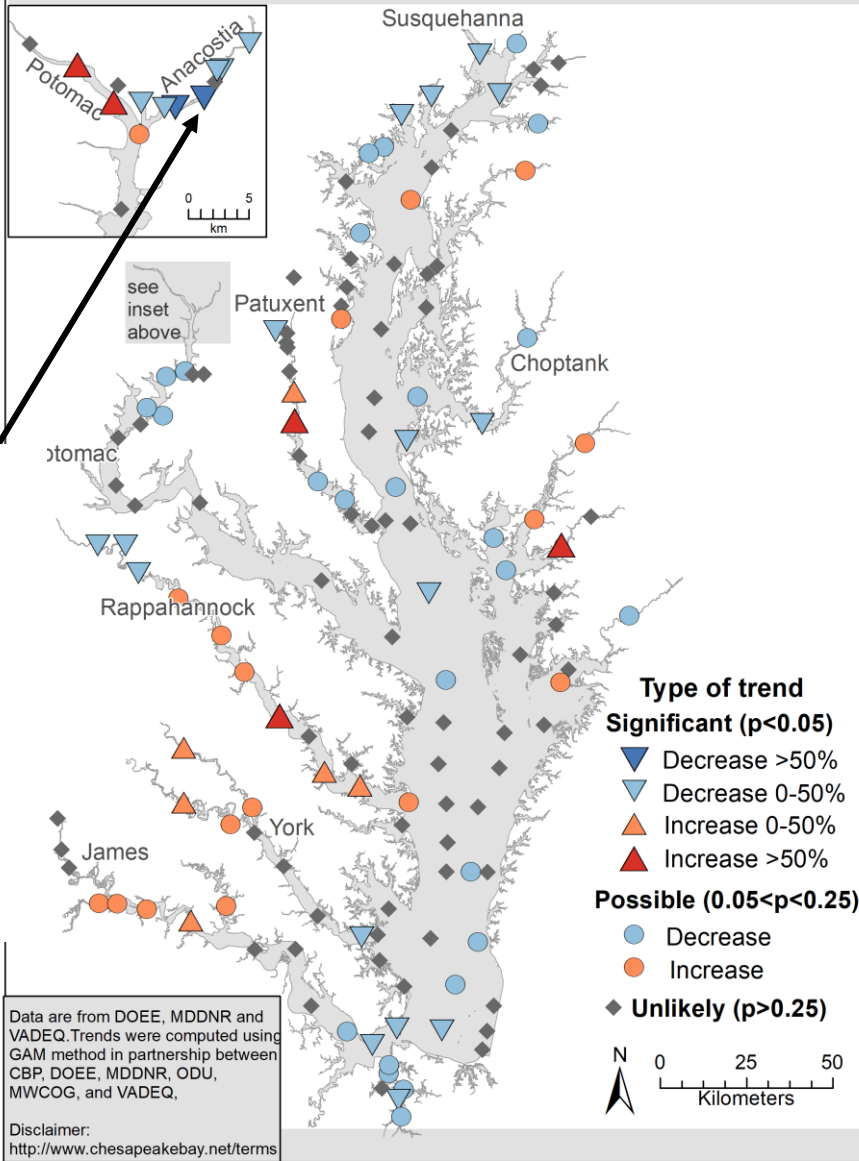 Susquehanna
Anacostia
Potomac
0 5
km
see
inset
above
Patuxent
Choptank
otomac
Rappahannock
York
James
Type of trend
Significant (p<0.05)
Decrease >50%
Decrease 0-50%
Increase 0-50%
Increase >50%
Possible (0.05<p<0.25)
Decrease
Increase
Unlikely (p>0.25)
N
0 25 50
Kilometers
Data are from DOEE, MDDNR and
VADEQ.Trends were computed using
GAM method in partnership between
CBP, DOEE, MDDNR, ODU,
MWCOG, and VADEQ,
Disclaimer:
http://www.chesapeakebay.net/terms